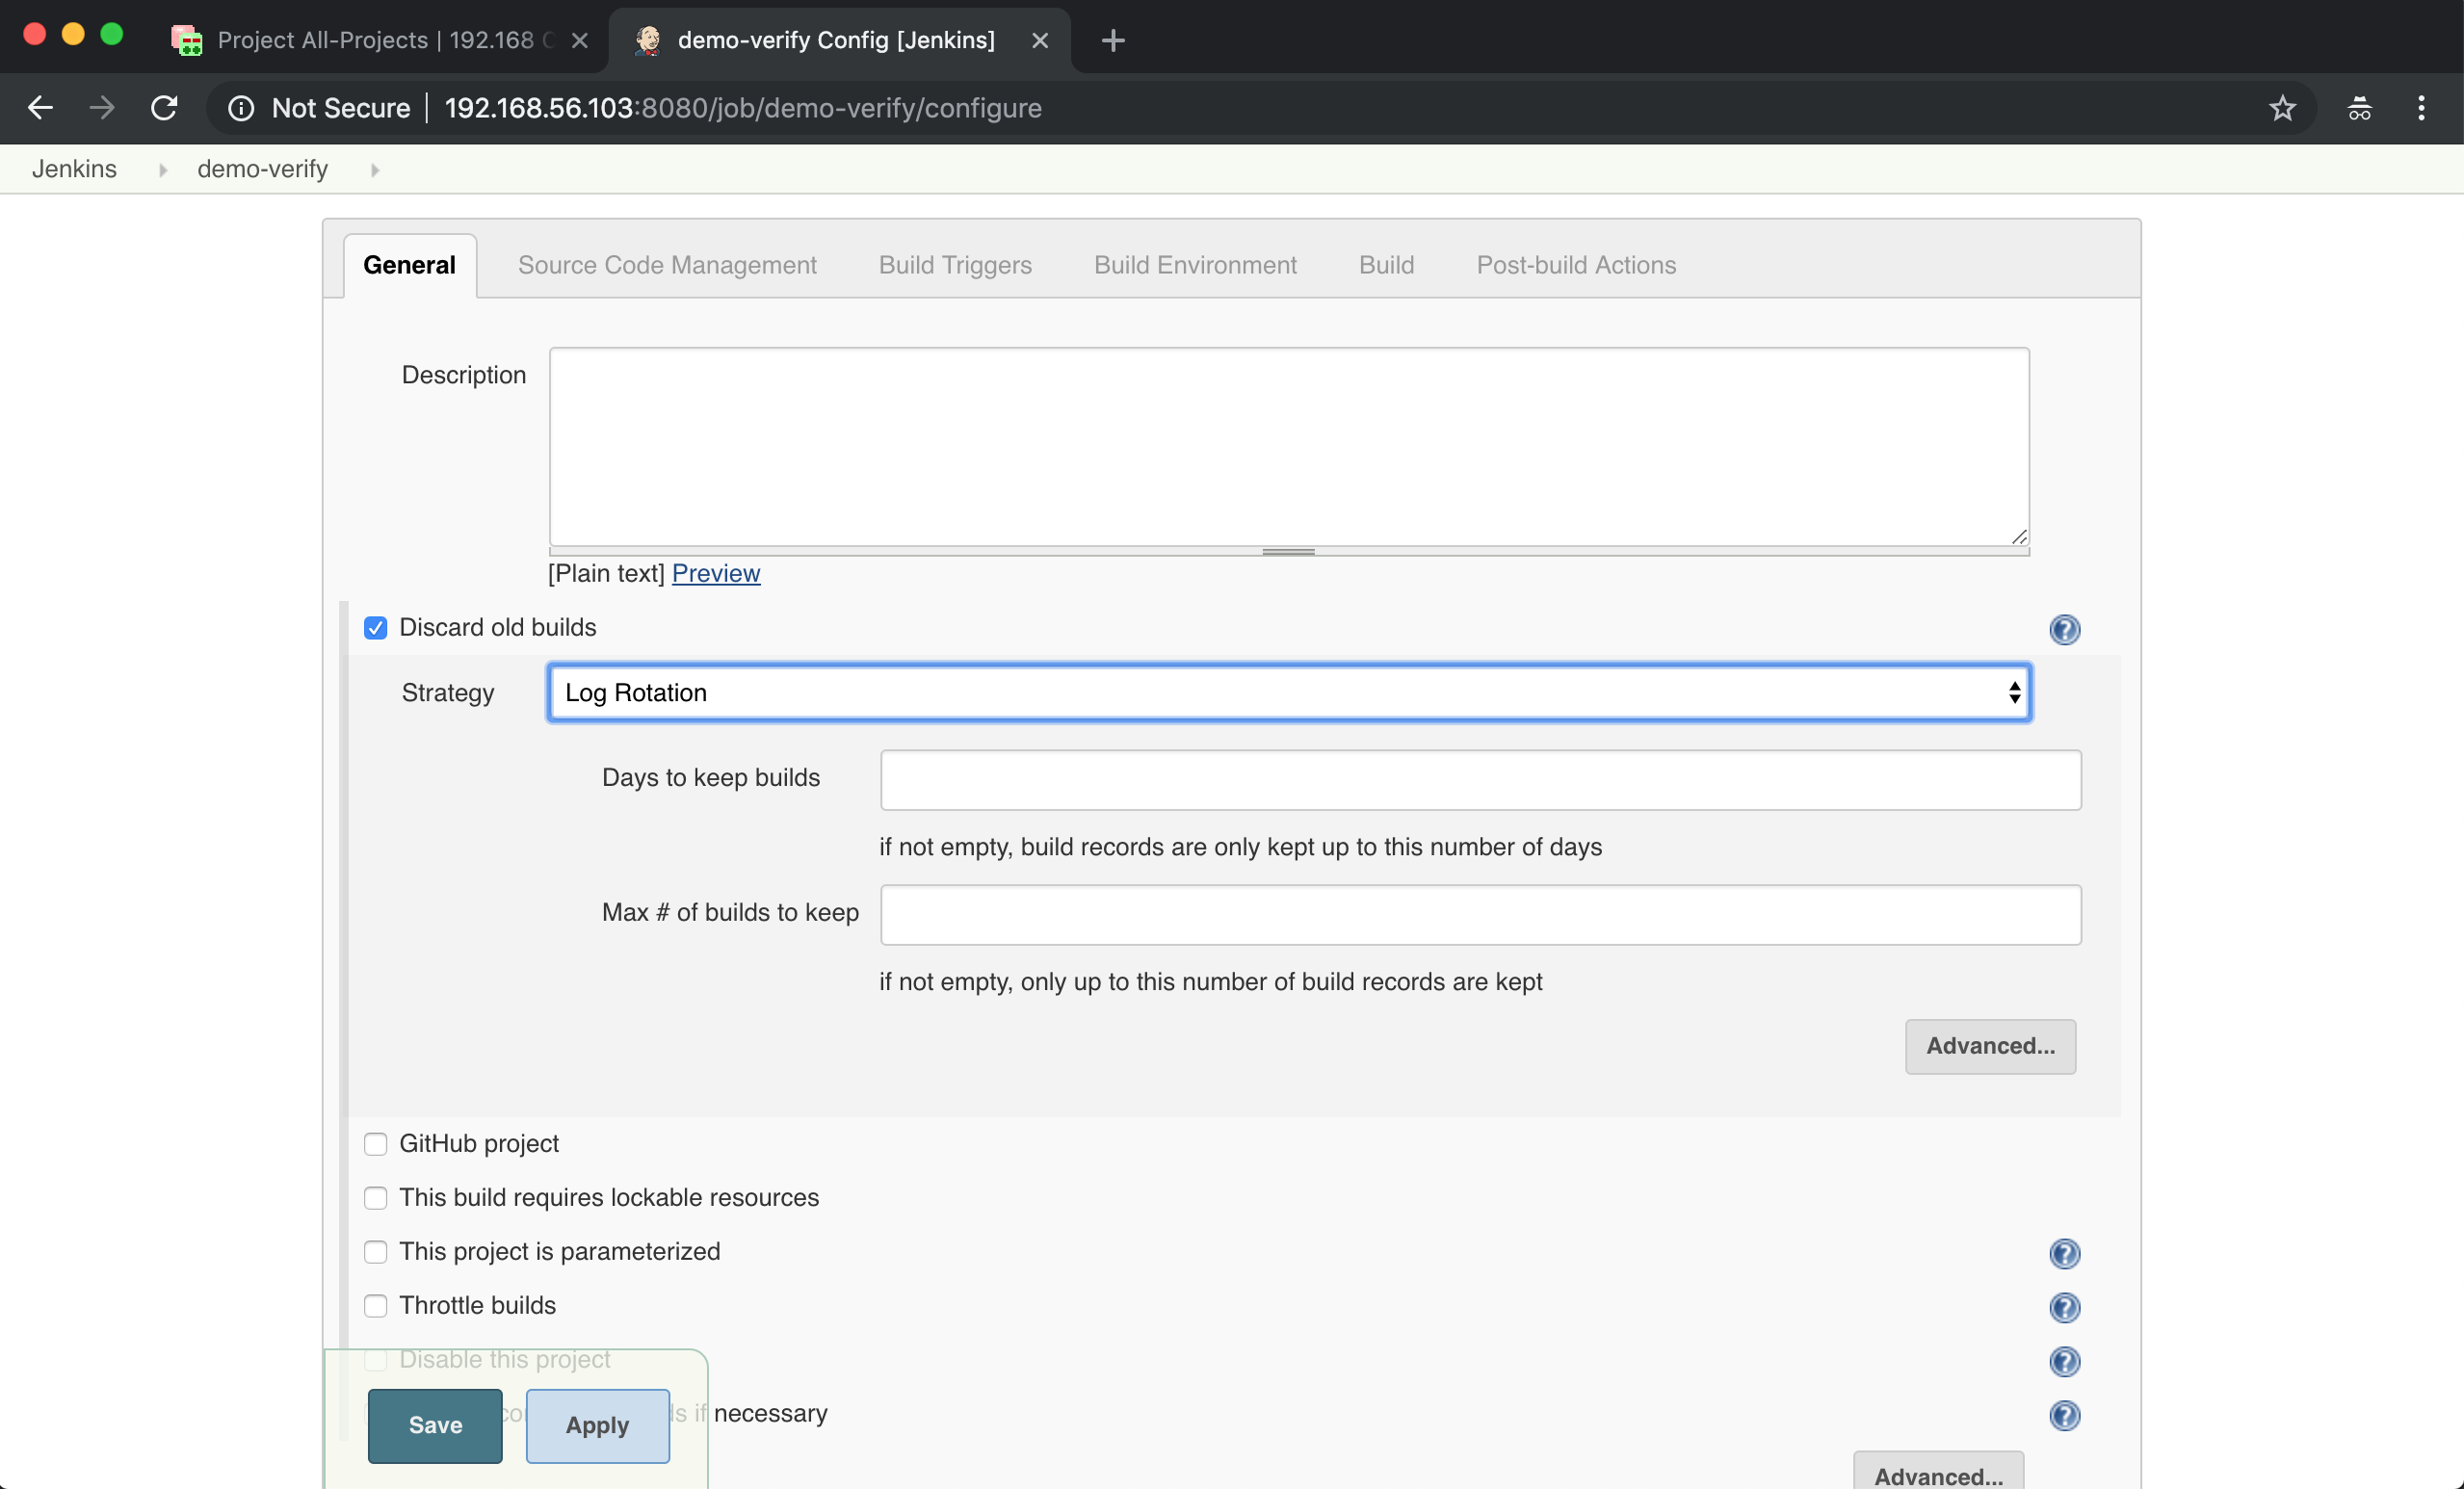 Project All-Projects | 192.168
demo-verify Config [Jenkins]
Not Secure | 192.168.56.103:8080/job/demo-verify/configure
Jenkins demo-verify
General Source Code Management Build Triggers Build Environment Build Post-build Actions
Description
[Plain text] Preview
Discard old builds
Strategy Log Rotation
Days to keep builds
if not empty, build records are only kept up to this number of days
Max # of builds to keep
if not empty, only up to this number of build records are kept
Advanced...
GitHub project
This build requires lockable resources
This project is parameterized
Throttle builds
Disable this project
if necessary
Save Apply
Advanced...